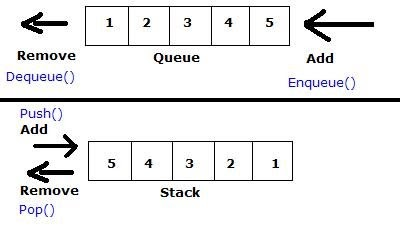 1 2 3 4 5
Remove
Queue
Add
Dequeue()
Enqueue()
Push()
Add
5 4 3 2 1
Remove
Stack
Pop()